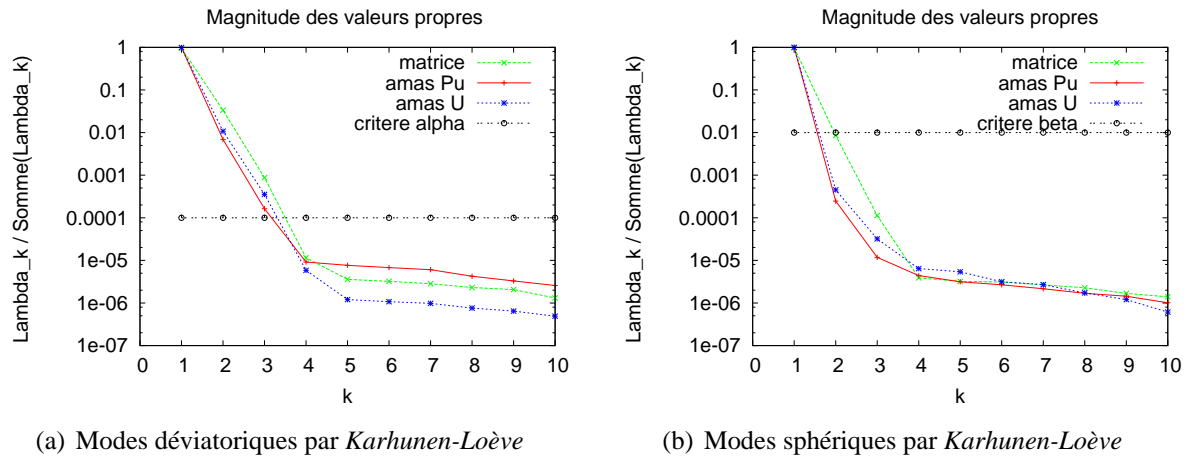 Magnitude des valeurs propres
Lambda_k / Somme(Lambda_k)
1
0.1
0.01
0.001
0.0001
1e-05
1e-06
1e-07
matrice
amas Pu
amas U
critere alpha
0 1 2 3 4 5 6 7 8 9 10
k
(a) Modes déviatoriques par Karhunen-Loève
Magnitude des valeurs propres
Lambda_k / Somme(Lambda_k)
1
0.1
0.01
0.001
0.0001
1e-05
1e-06
1e-07
matrice
amas Pu
amas U
critere beta
0 1 2 3 4 5 6 7 8 9 10
k
(b) Modes sphériques par Karhunen-Loève